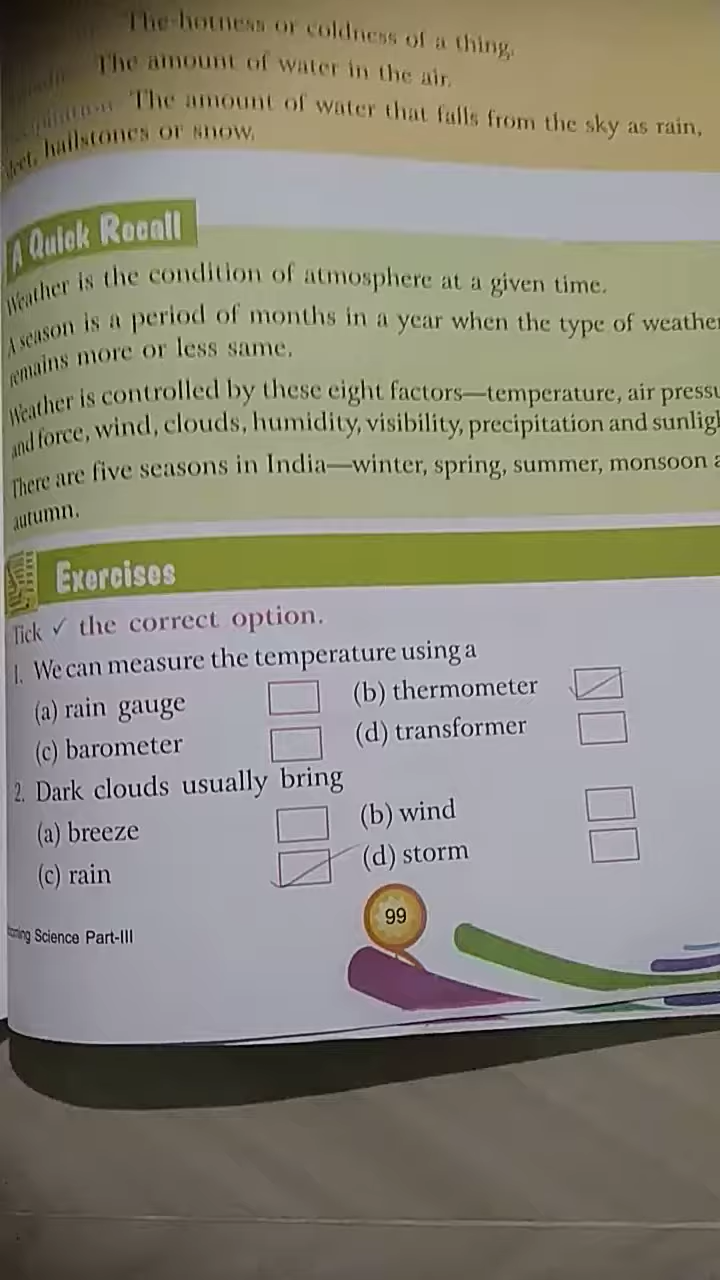 The hotness or coldness of a thing.
The amount of water in the air.
The amount of water that falls from the sky as rain,
hailstones or snow.
A Quick Recall
Weather is the condition of atmosphere at a given time.
A season is a period of months in a year when the type of weather
remains more or less same.
Weather is controlled by these eight factors—temperature, air
and force, wind, clouds, humidity, visibility, precipitation and
There are five seasons in India—winter, spring, summer, monsoon
autumn.
Exercises
Tick ✓ the correct option.
1. We can measure the temperature using a
(a) rain gauge (b) thermometer
(c) barometer (d) transformer
2. Dark clouds usually bring
(a) breeze (b) wind
(c) rain (d) storm
99
Science Part-III